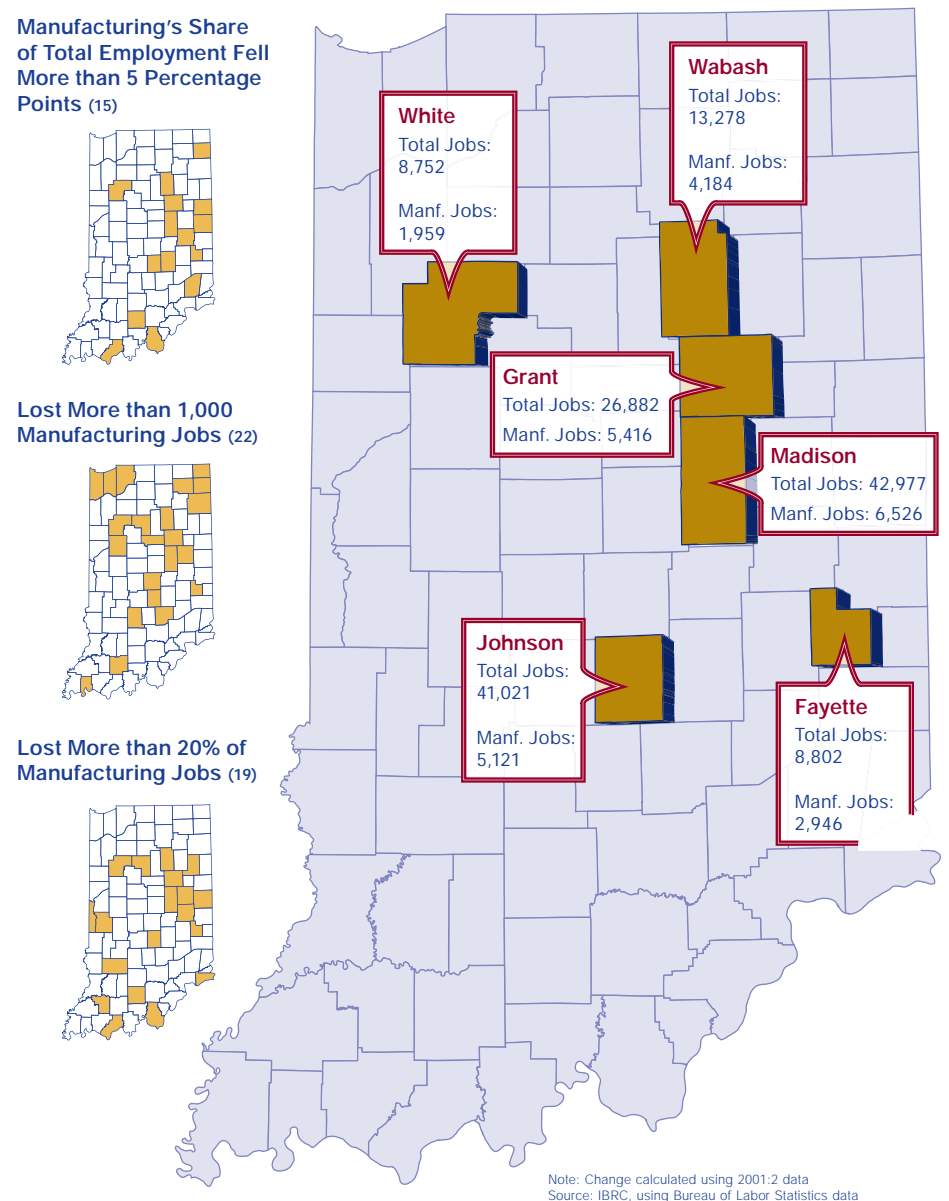 Manufacturing's Share
of Total Employment Fell
More than 5 Percentage
Points (15)
Lost More than 1,000
Manufacturing Jobs (22)
Lost More than 20% of
Manufacturing Jobs (19)
White
Total Jobs:
8,752
Manf. Jobs:
1,959
Wabash
Total Jobs:
13,278
Manf. Jobs:
4,184
Grant
Total Jobs: 26,882
Manf. Jobs: 5,416
Madison
Total Jobs: 42,977
Manf. Jobs: 6,526
Johnson
Total Jobs:
41,021
Manf. Jobs:
5,121
Fayette
Total Jobs:
8,802
Manf. Jobs:
2,946
Note: Change calculated using 2001:2 data
Source: IBRC, using Bureau of Labor Statistics data